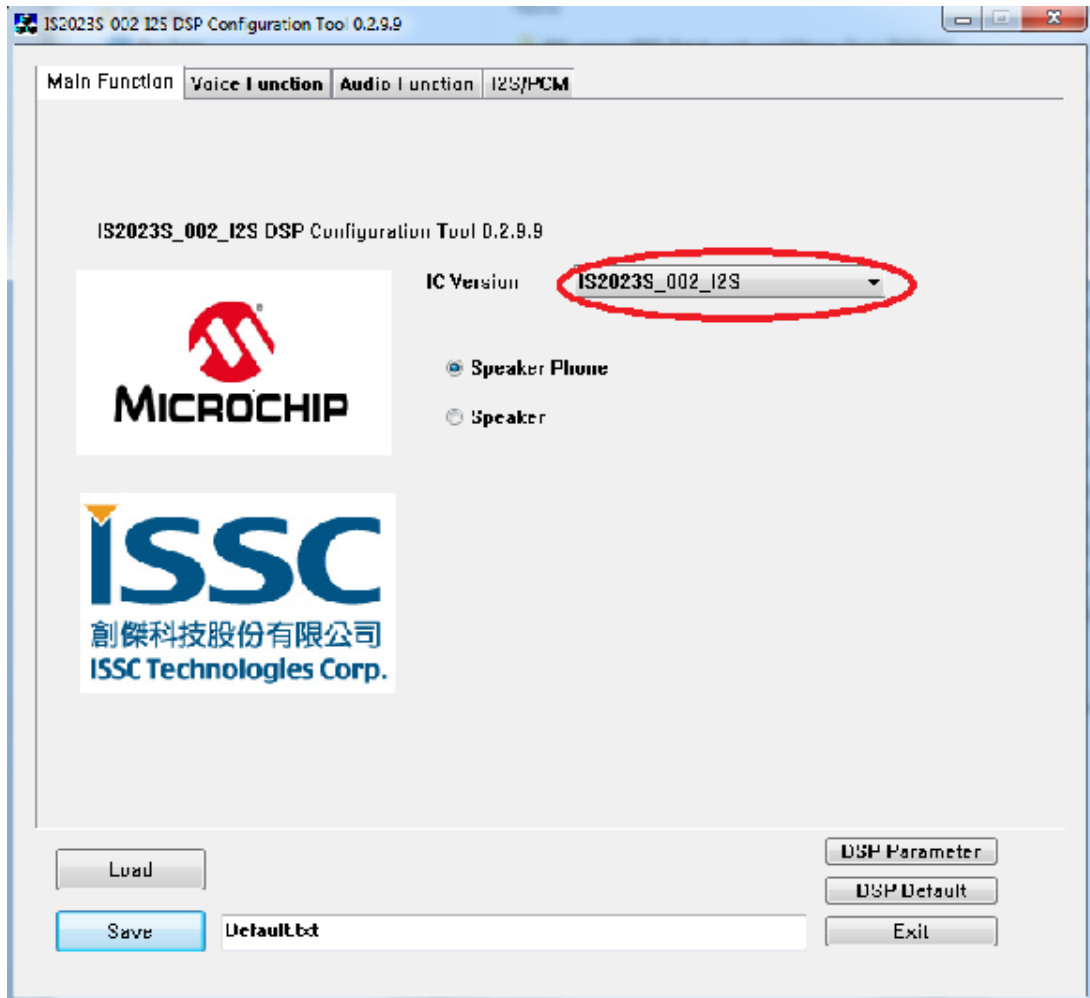 IS2023S 002 I2S DSP Configuration Tool 0.2.9.9
Main Function Voice Function Audio Function I2S/PCM
IS2023S_002_I2S DSP Configuration Tool 0.2.9.9
IC Version IS2023S_002_I2S
MICROCHIP
Speaker Phone
Speaker
ISSC
創傑科技股份有限公司
ISSC Technologies Corp.
Load
DSP Parameter
DSP Default
Save Default.txt Exit